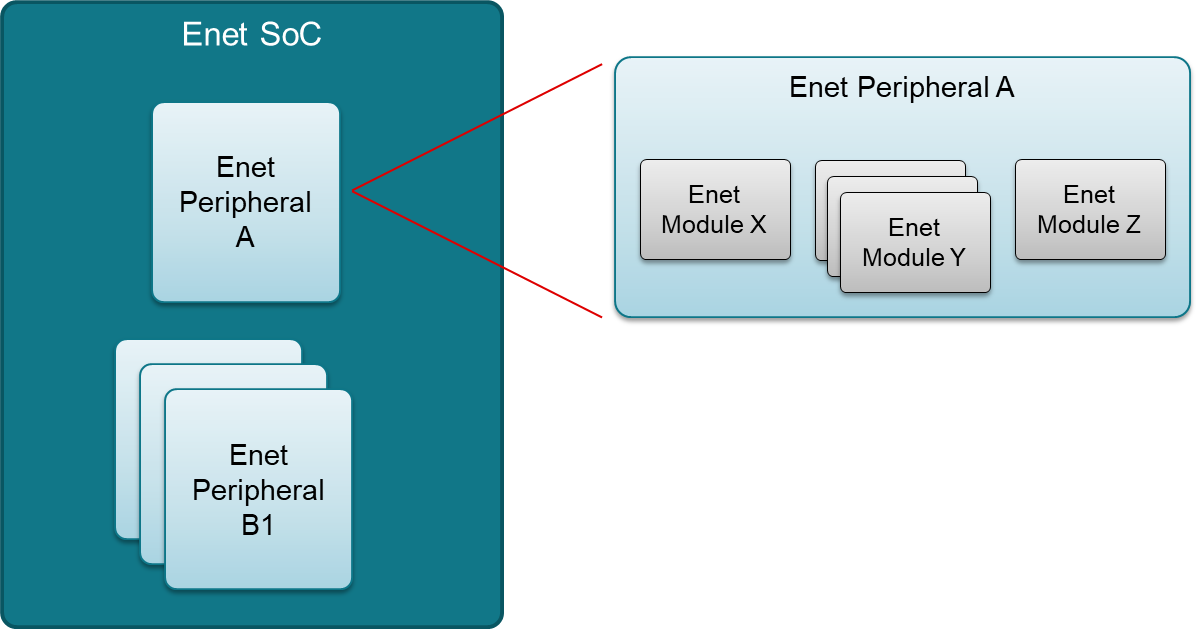 Enet SoC
Enet
Peripheral
A
Enet
Peripheral
B1
Enet Peripheral A
Enet
Module X
Enet
Module Y
Enet
Module Z